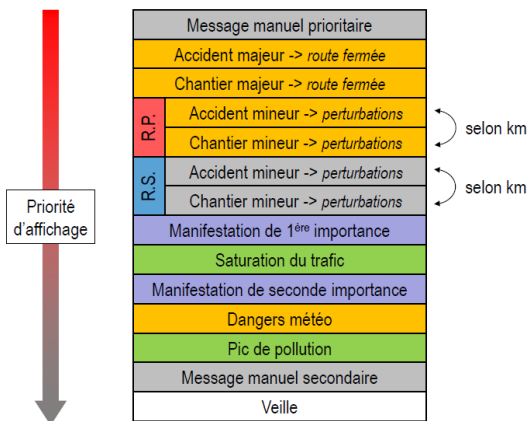 Message manuel prioritaire
Accident majeur -> route fermée
Chantier majeur -> route fermée
R.P.
Accident mineur -> perturbations
Chantier mineur -> perturbations
selon km
R.S.
Accident mineur -> perturbations
Chantier mineur -> perturbations
selon km
Priorité
d'affichage
Manifestation de 1ère importance
Saturation du trafic
Manifestation de seconde importance
Dangers météo
Pic de pollution
Message manuel secondaire
Veille